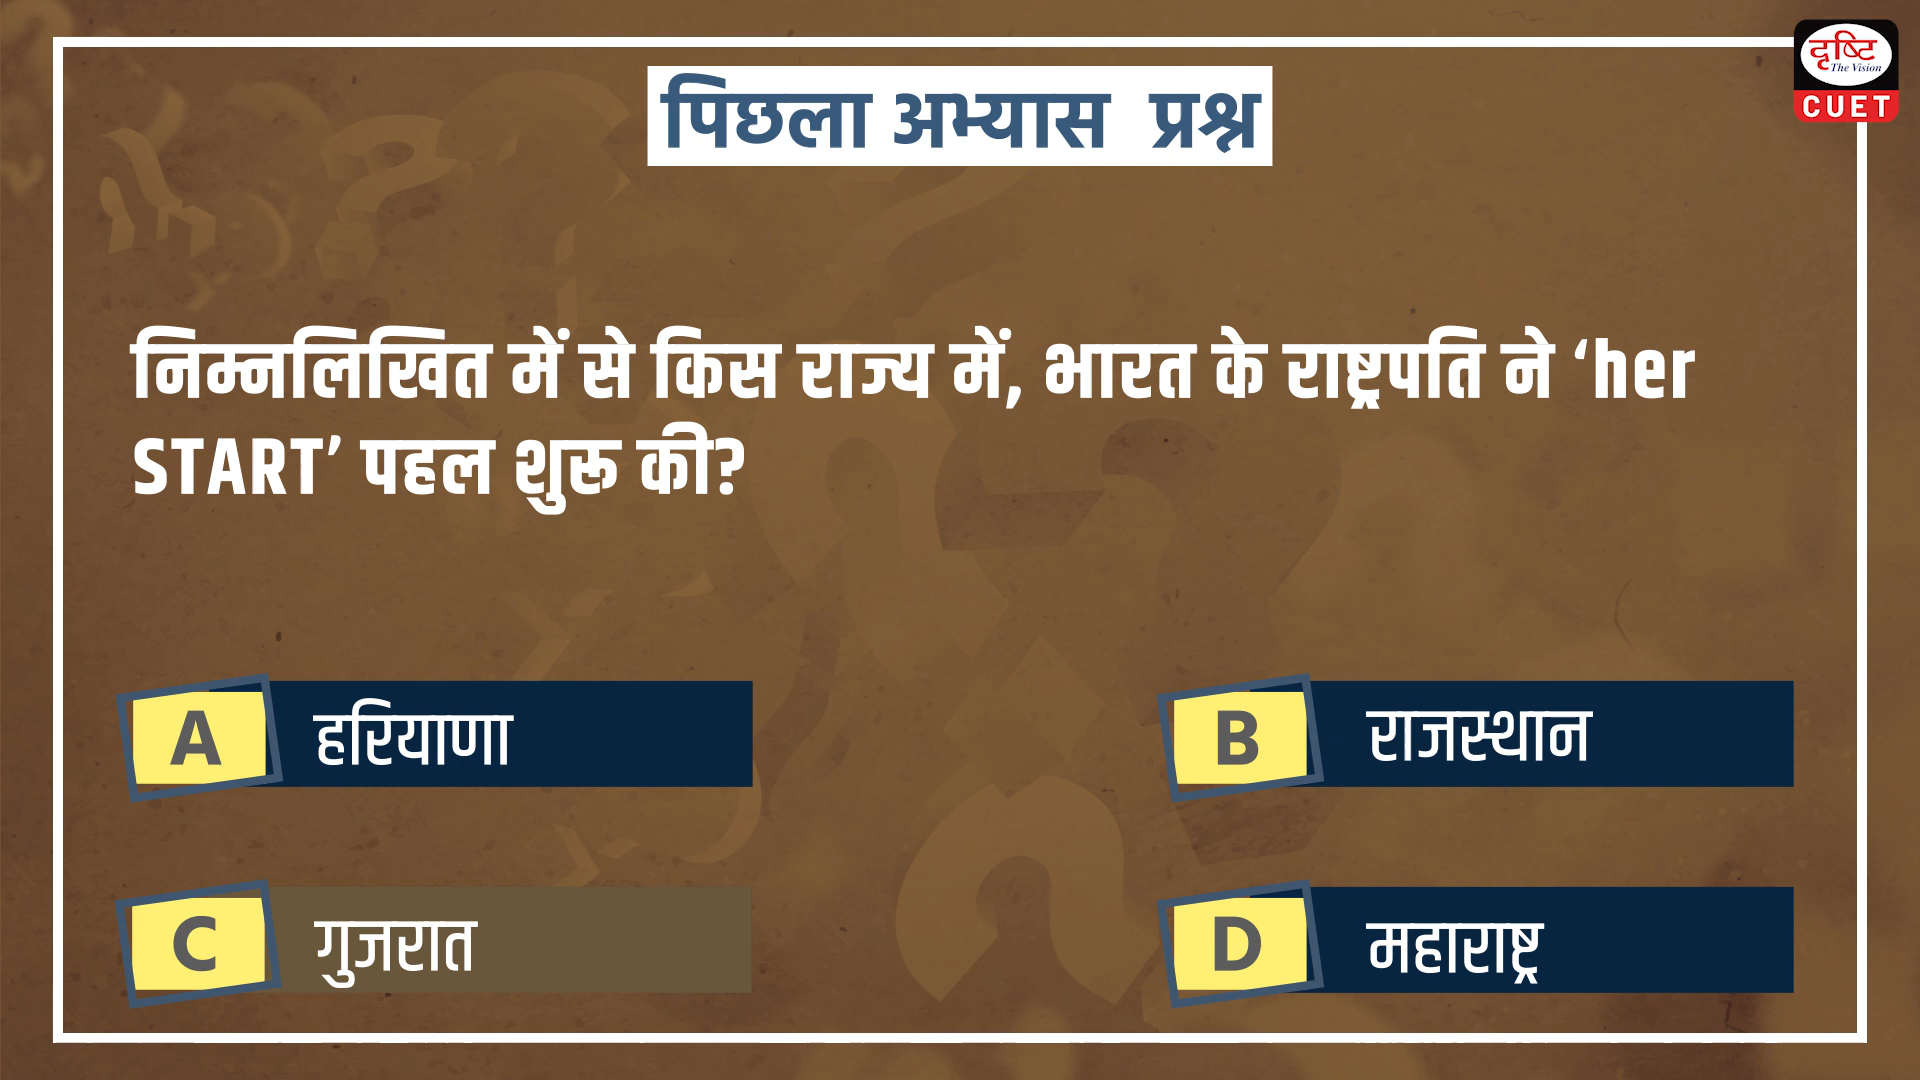 दृष्टि
The Vision
CUET
पिछला अभ्यास प्रश्न
निम्नलिखित में से किस राज्य में, भारत के राष्ट्रपति ने ‘her
START’ पहल शुरू की?
A हरियाणा
B राजस्थान
C गुजरात
D महाराष्ट्र